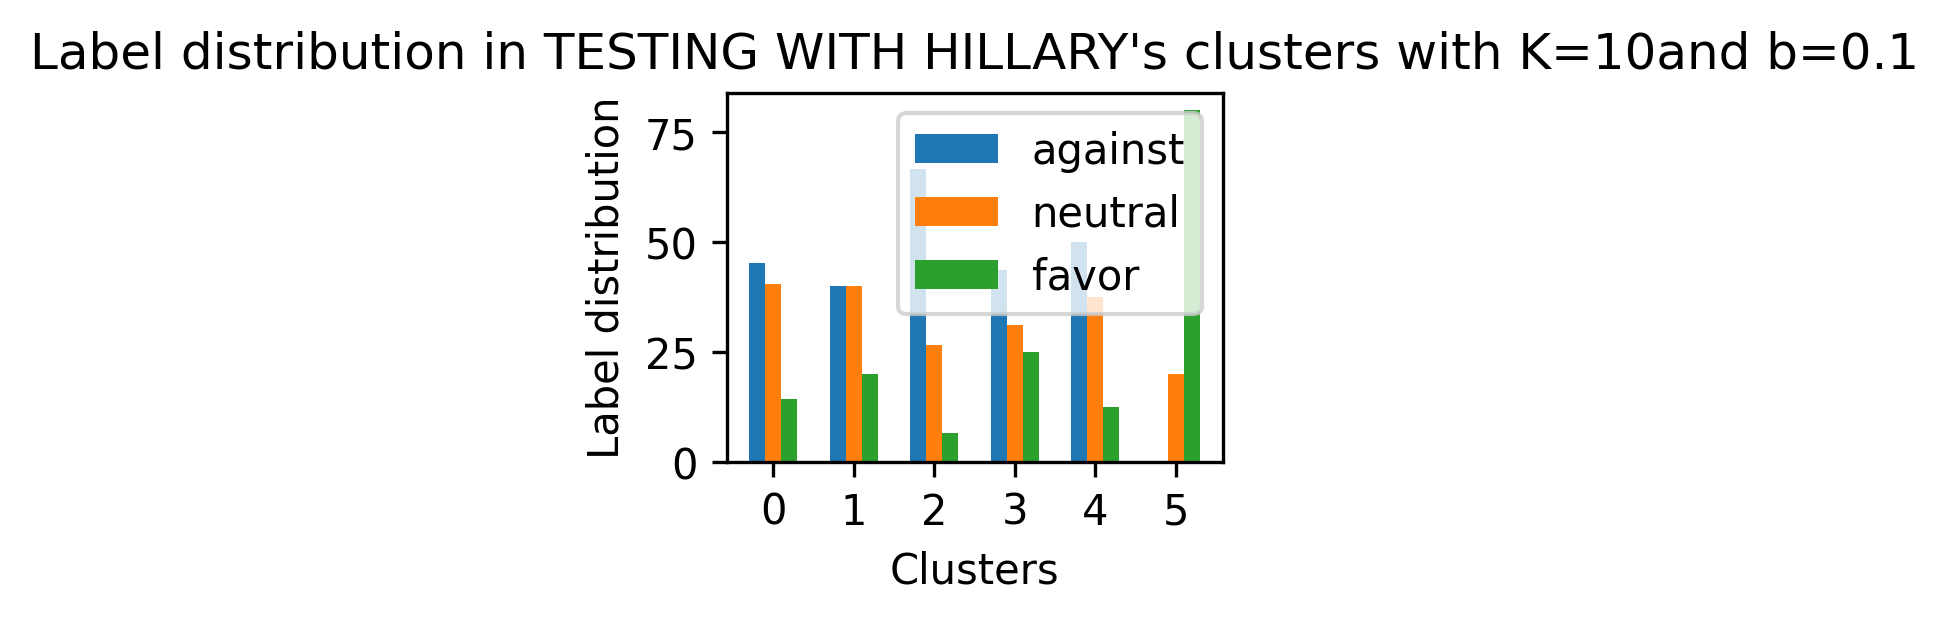 Label distribution in TESTING WITH HILLARY's clusters with K=10and b=0.1
Label distribution
75
50
25
0
against
neutral
favor
0 1 2 3 4 5
Clusters